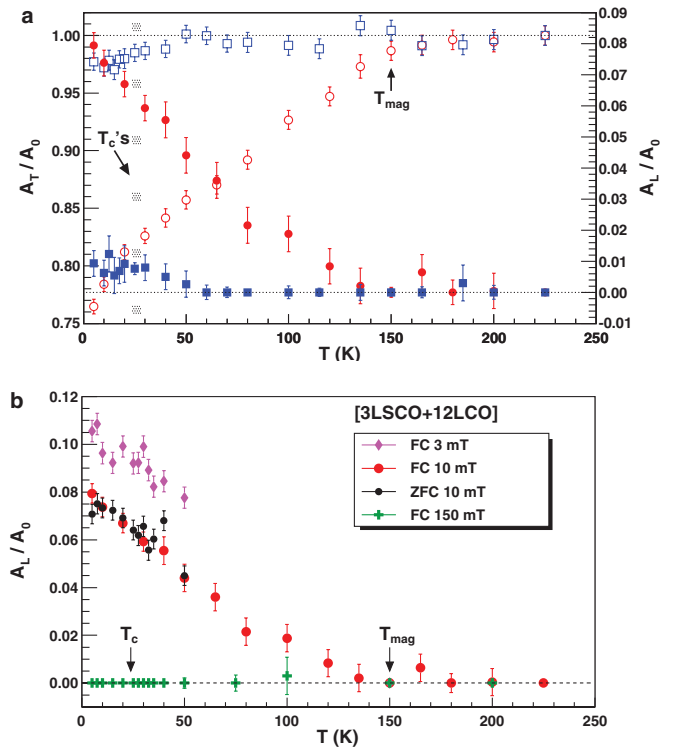 a
1.00
0.95
0.90
0.85
0.80
0.75
A_T / A_0
0.09
0.08
0.07
0.06
0.05
0.04
0.03
0.02
0.01
0.00
-0.01
A_L / A_0
T_c's
T_mag
0 50 100 150 200 250
T (K)
b
0.12
0.10
0.08
0.06
0.04
0.02
0.00
A_L / A_0
[3LSCO+12LCO]
FC 3 mT
FC 10 mT
ZFC 10 mT
FC 150 mT
T_c
T_mag
0 50 100 150 200 250
T (K)